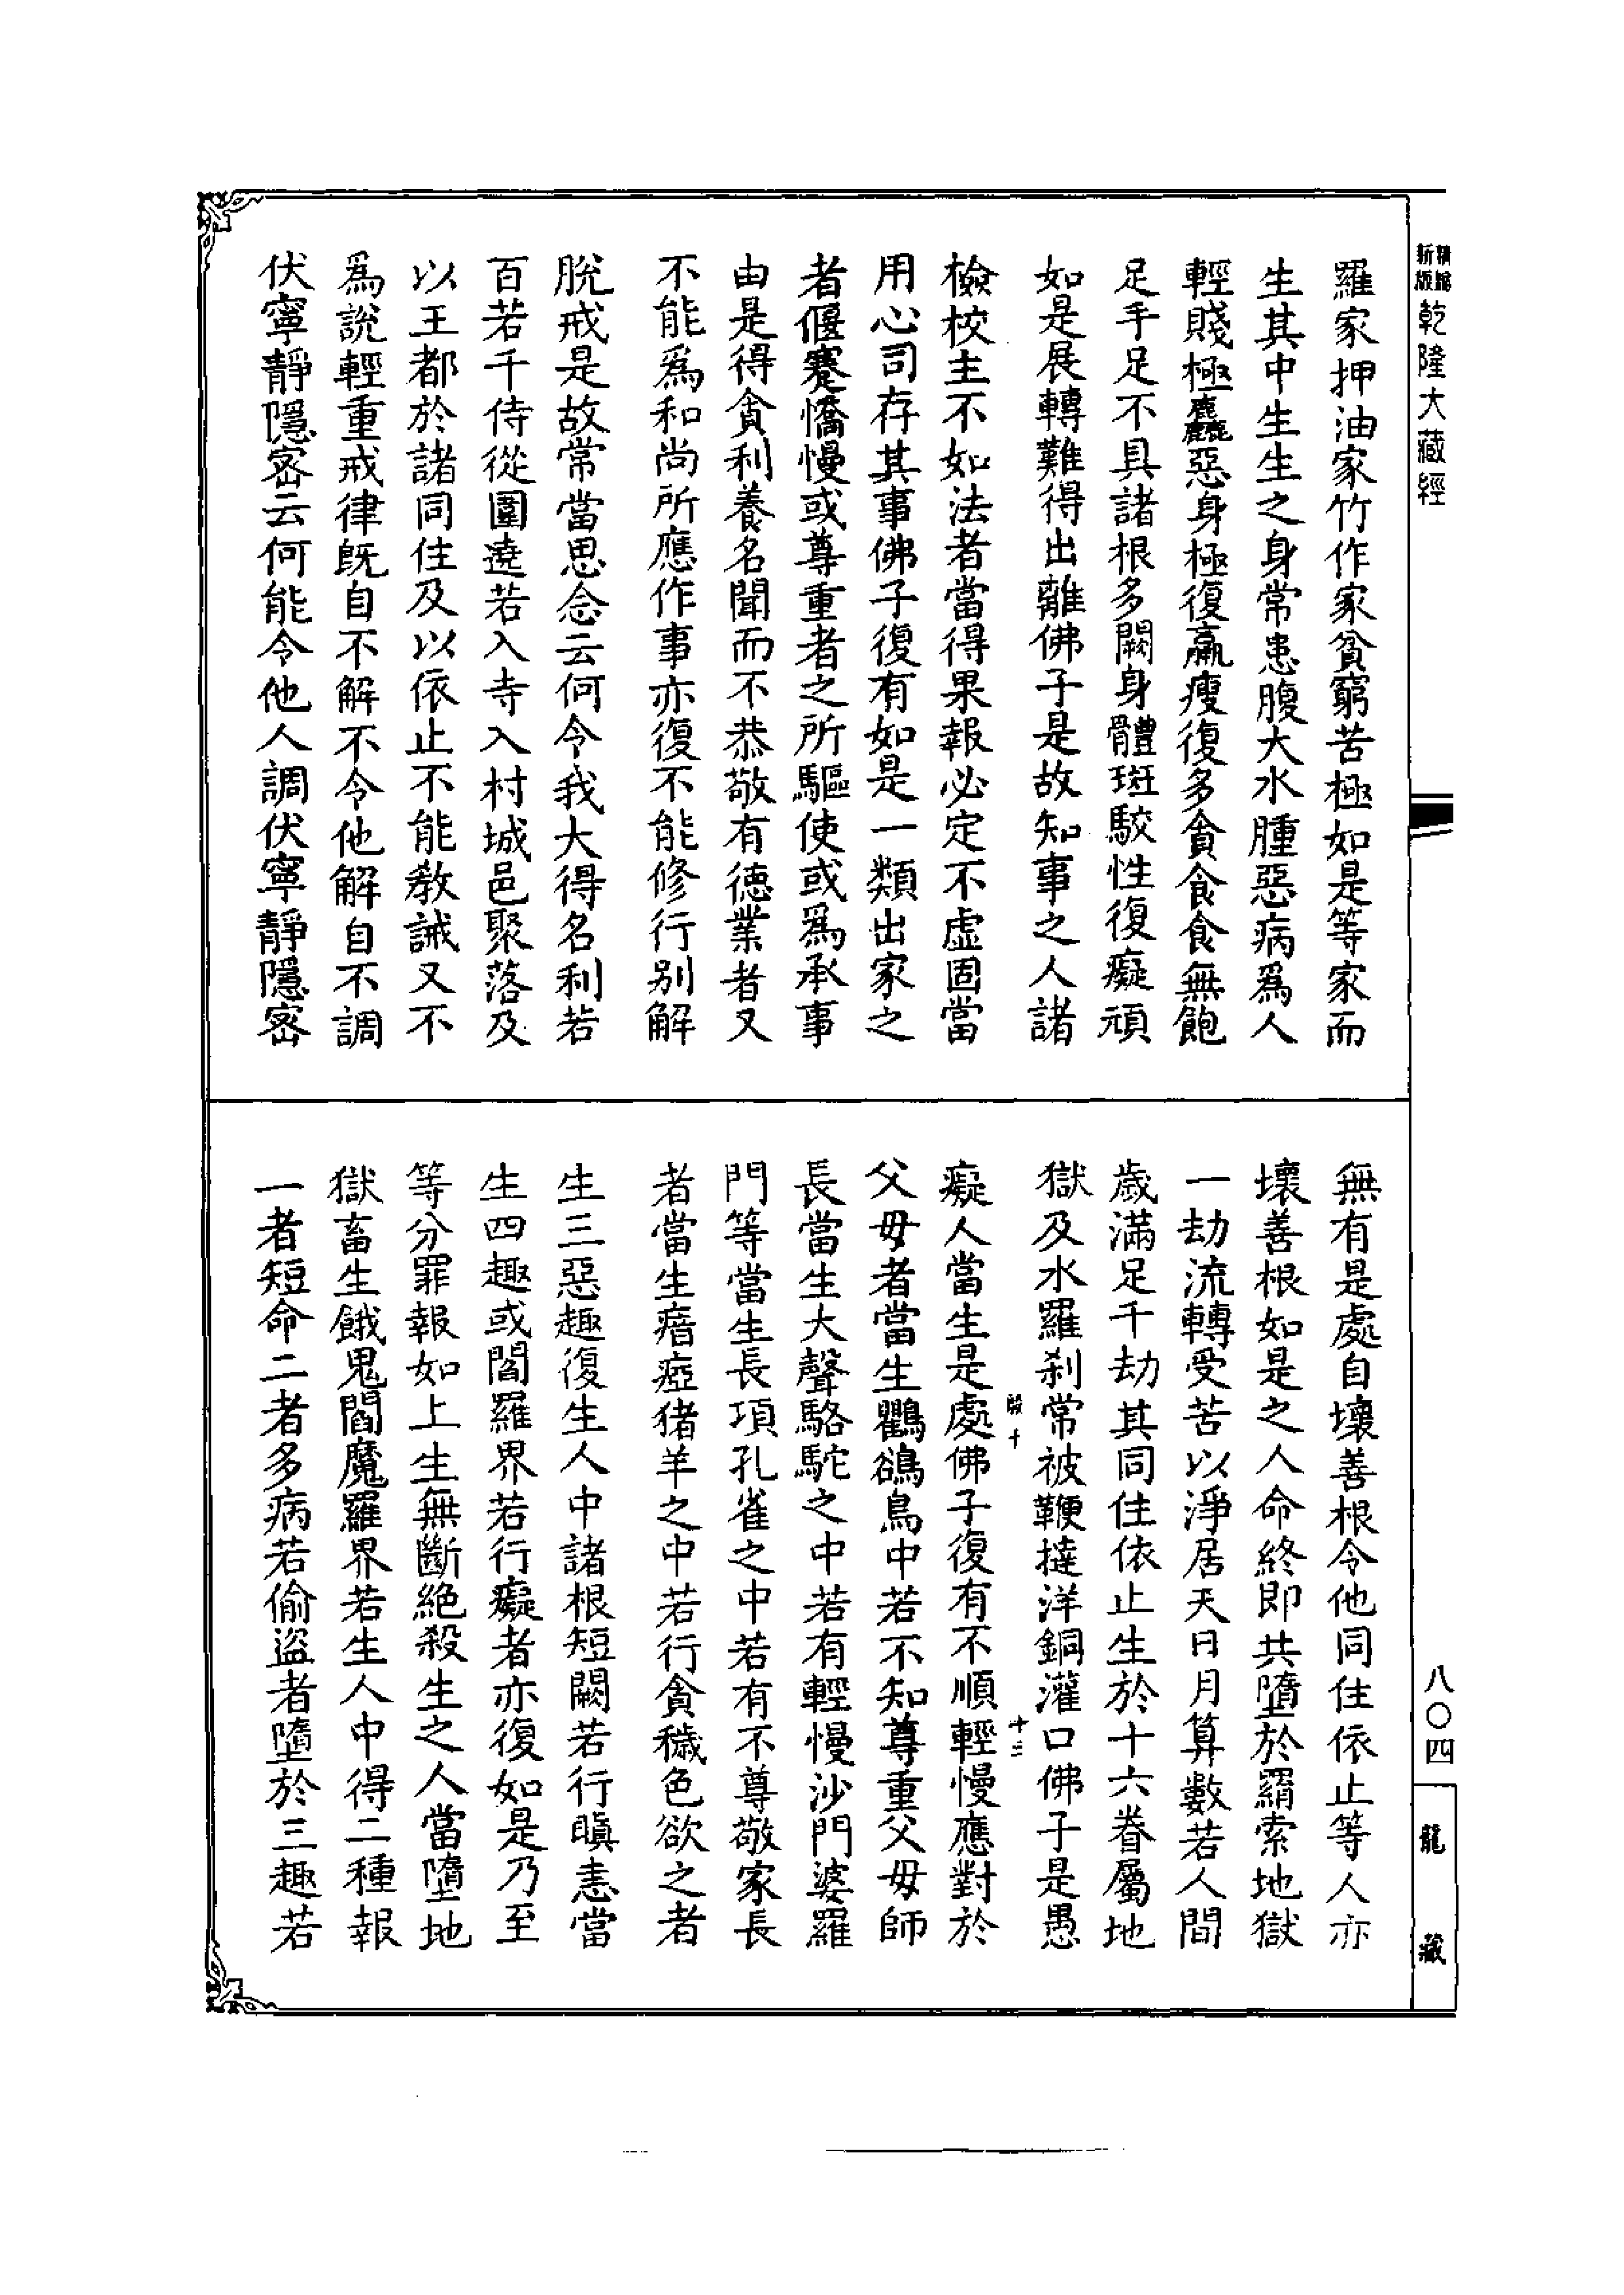 新版
精縮
乾隆大藏經
羅家押油家竹作家貧窮苦極如是等家而
生其中生生之身常患腹大水腫惡病爲人
輕賤極麤惡身極復羸瘦復多貪食食無飽
足手足不具諸根多闕身體斑駮性復癡頑
如是展轉難得出離佛子是故知事之人諸
檢校主不如法者當得果報必定不虛固當
用心司存其事佛子復有如是一類出家之
者偃蹇憍慢或尊重者之所驅使或爲承事
由是得貪利養名聞而不恭敬有德業者又
不能爲和尚所應作事亦復不能修行别解
脫戒是故常當思念云何令我大得名利若
百若千侍從圍遶若入寺入村城邑聚落及
以王都於諸同住及以依止不能教誡又不
爲說輕重戒律旣自不解不令他解自不調
伏寧靜隱密云何能令他人調伏寧靜隱密
無有是處自壞善根令他同住依止等人亦
壞善根如是之人命終即共墮於羂索地獄
一劫流轉受苦以淨居天日月算數若人間
歲滿足千劫其同住依止生於十六眷屬地
獄及水羅刹常被鞭撻洋銅灌口佛子是愚
癡人當生是處佛子復有不順輕慢應對於
父母者當生鸜鵒鳥中若不知尊重父母師
長當生大聲駱駝之中若有輕慢沙門婆羅
門等當生長項孔雀之中若有不尊敬家長
者當生瘖瘂猪羊之中若行貪穢色欲之者
生三惡趣復生人中諸根短闕若行瞋恚當
生四趣或閻羅界若行癡者亦復如是乃至
等分罪報如上生無斷絕殺生之人當墮地
獄畜生餓鬼閻魔羅界若生人中得二種報
一者短命二者多病若偷盜者墮於三趣若
八〇四
龍藏